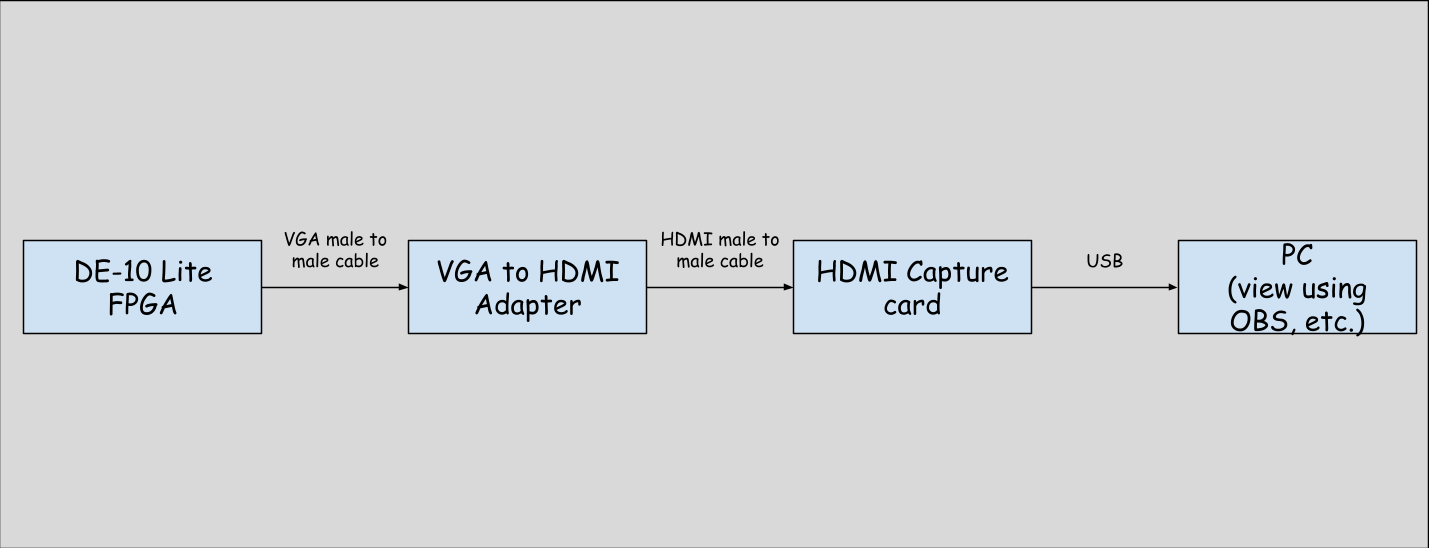 DE-10 Lite
FPGA
VGA male to
male cable
VGA to HDMI
Adapter
HDMI male to
male cable
HDMI Capture
card
USB
PC
(view using
OBS, etc.)